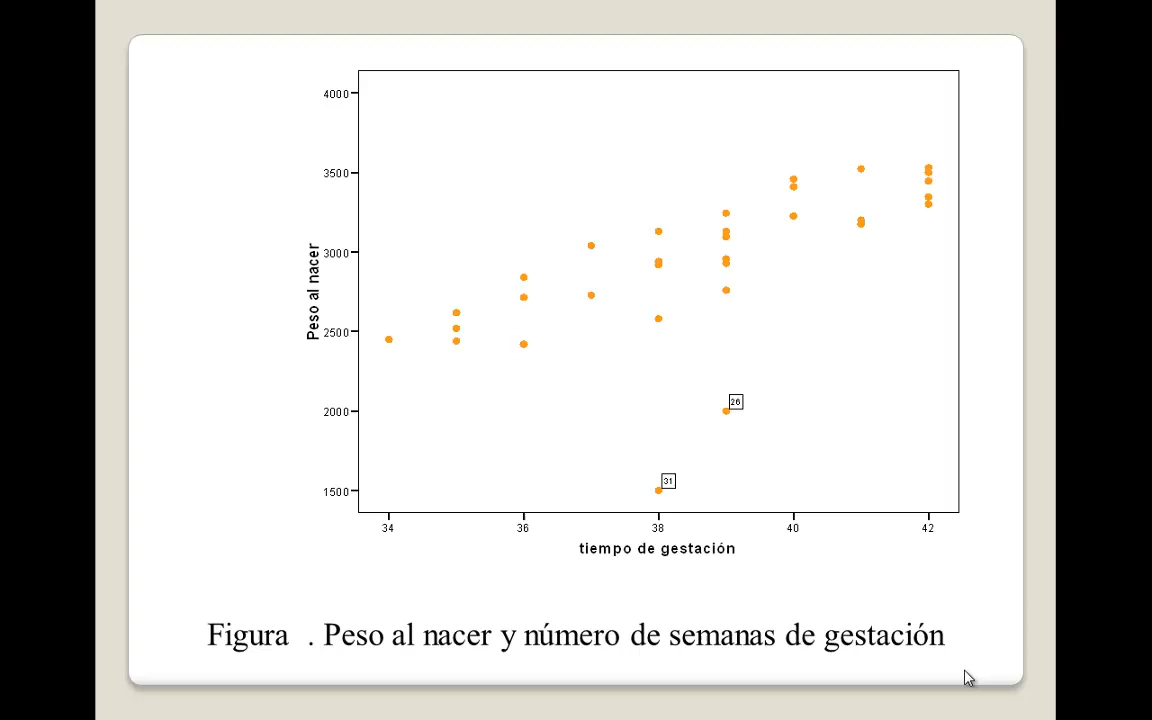 4000
3500
3000
2500
2000
1500
Peso al nacer
26
31
34 36 38 40 42
tiempo de gestación
Figura . Peso al nacer y número de semanas de gestación